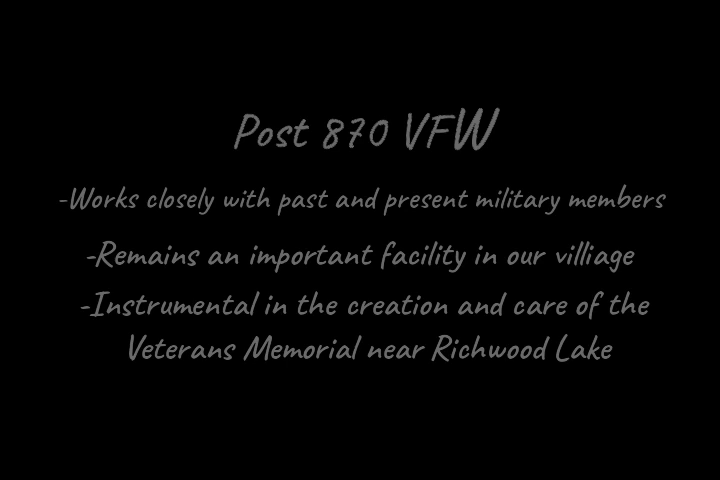 Post 870 VFW
-Works closely with past and present military members
-Remains an important facility in our villiage
-Instrumental in the creation and care of the
Veterans Memorial near Richwood Lake